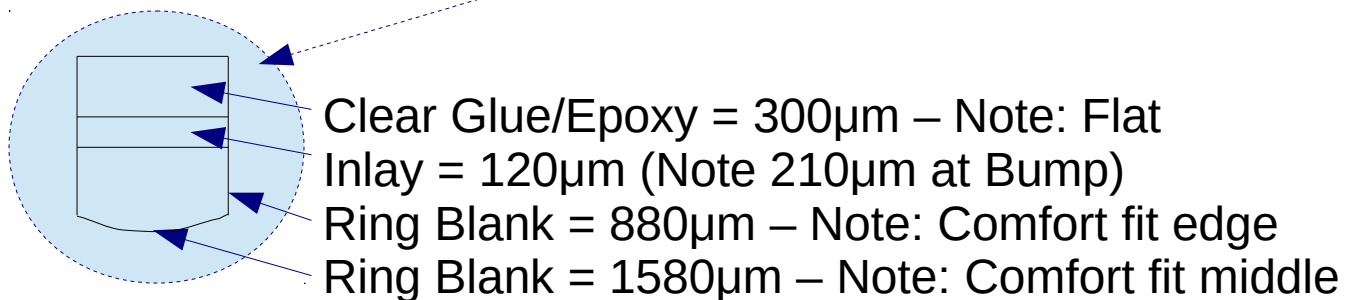 Clear Glue/Epoxy = 300μm – Note: Flat
Inlay = 120μm (Note 210μm at Bump)
Ring Blank = 880μm – Note: Comfort fit edge
Ring Blank = 1580μm – Note: Comfort fit middle